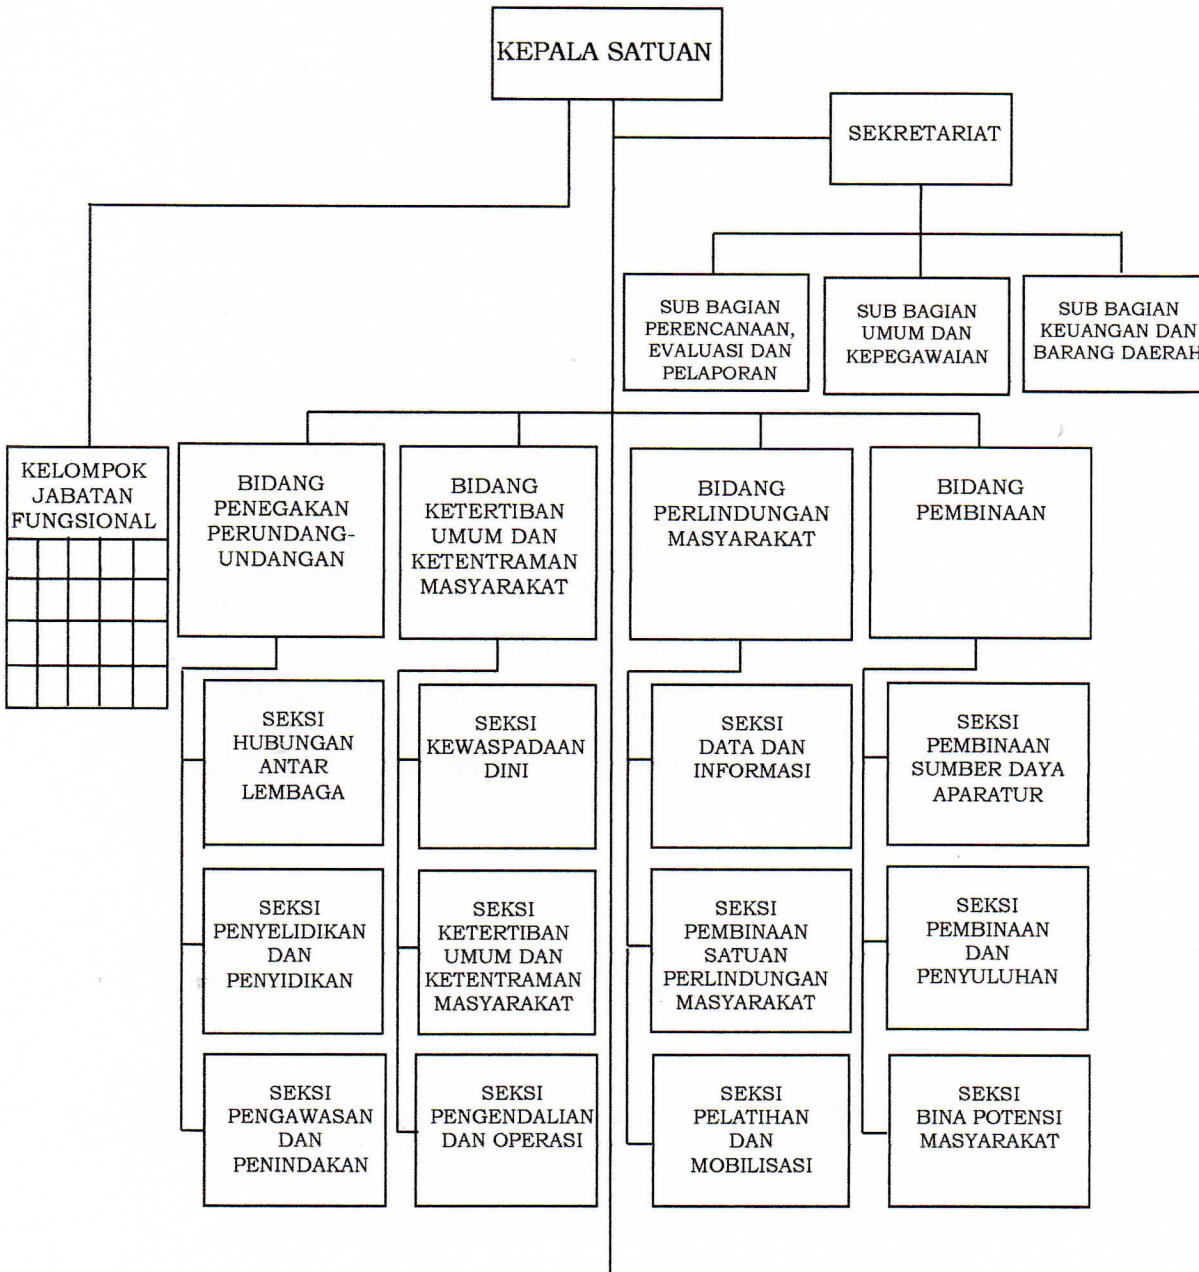 KEPALA SATUAN
SEKRETARIAT
SUB BAGIAN
PERENCANAAN,
EVALUASI DAN
PELAPORAN
SUB BAGIAN
UMUM DAN
KEPEGAWAIAN
SUB BAGIAN
KEUANGAN DAN
BARANG DAERAH
KELOMPOK
JABATAN
FUNGSIONAL
BIDANG
PENEGAKAN
PERUNDANG-
UNDANGAN
BIDANG
KETERTIBAN
UMUM DAN
KETENTRAMAN
MASYARAKAT
BIDANG
PERLINDUNGAN
MASYARAKAT
BIDANG
PEMBINAAN
SEKSI
HUBUNGAN
ANTAR
LEMBAGA
SEKSI
KEWASPADAAN
DINI
SEKSI
DATA DAN
INFORMASI
SEKSI
PEMBINAAN
SUMBER DAYA
APARATUR
SEKSI
PENYELIDIKAN
DAN
PENYIDIKAN
SEKSI
KETERTIBAN
UMUM DAN
KETENTRAMAN
MASYARAKAT
SEKSI
PEMBINAAN
SATUAN
PERLINDUNGAN
MASYARAKAT
SEKSI
PEMBINAAN
DAN
PENYULUHAN
SEKSI
PENGAWASAN
DAN
PENINDAKAN
SEKSI
PENGENDALIAN
DAN OPERASI
SEKSI
PELATIHAN
DAN
MOBILISASI
SEKSI
BINA POTENSI
MASYARAKAT